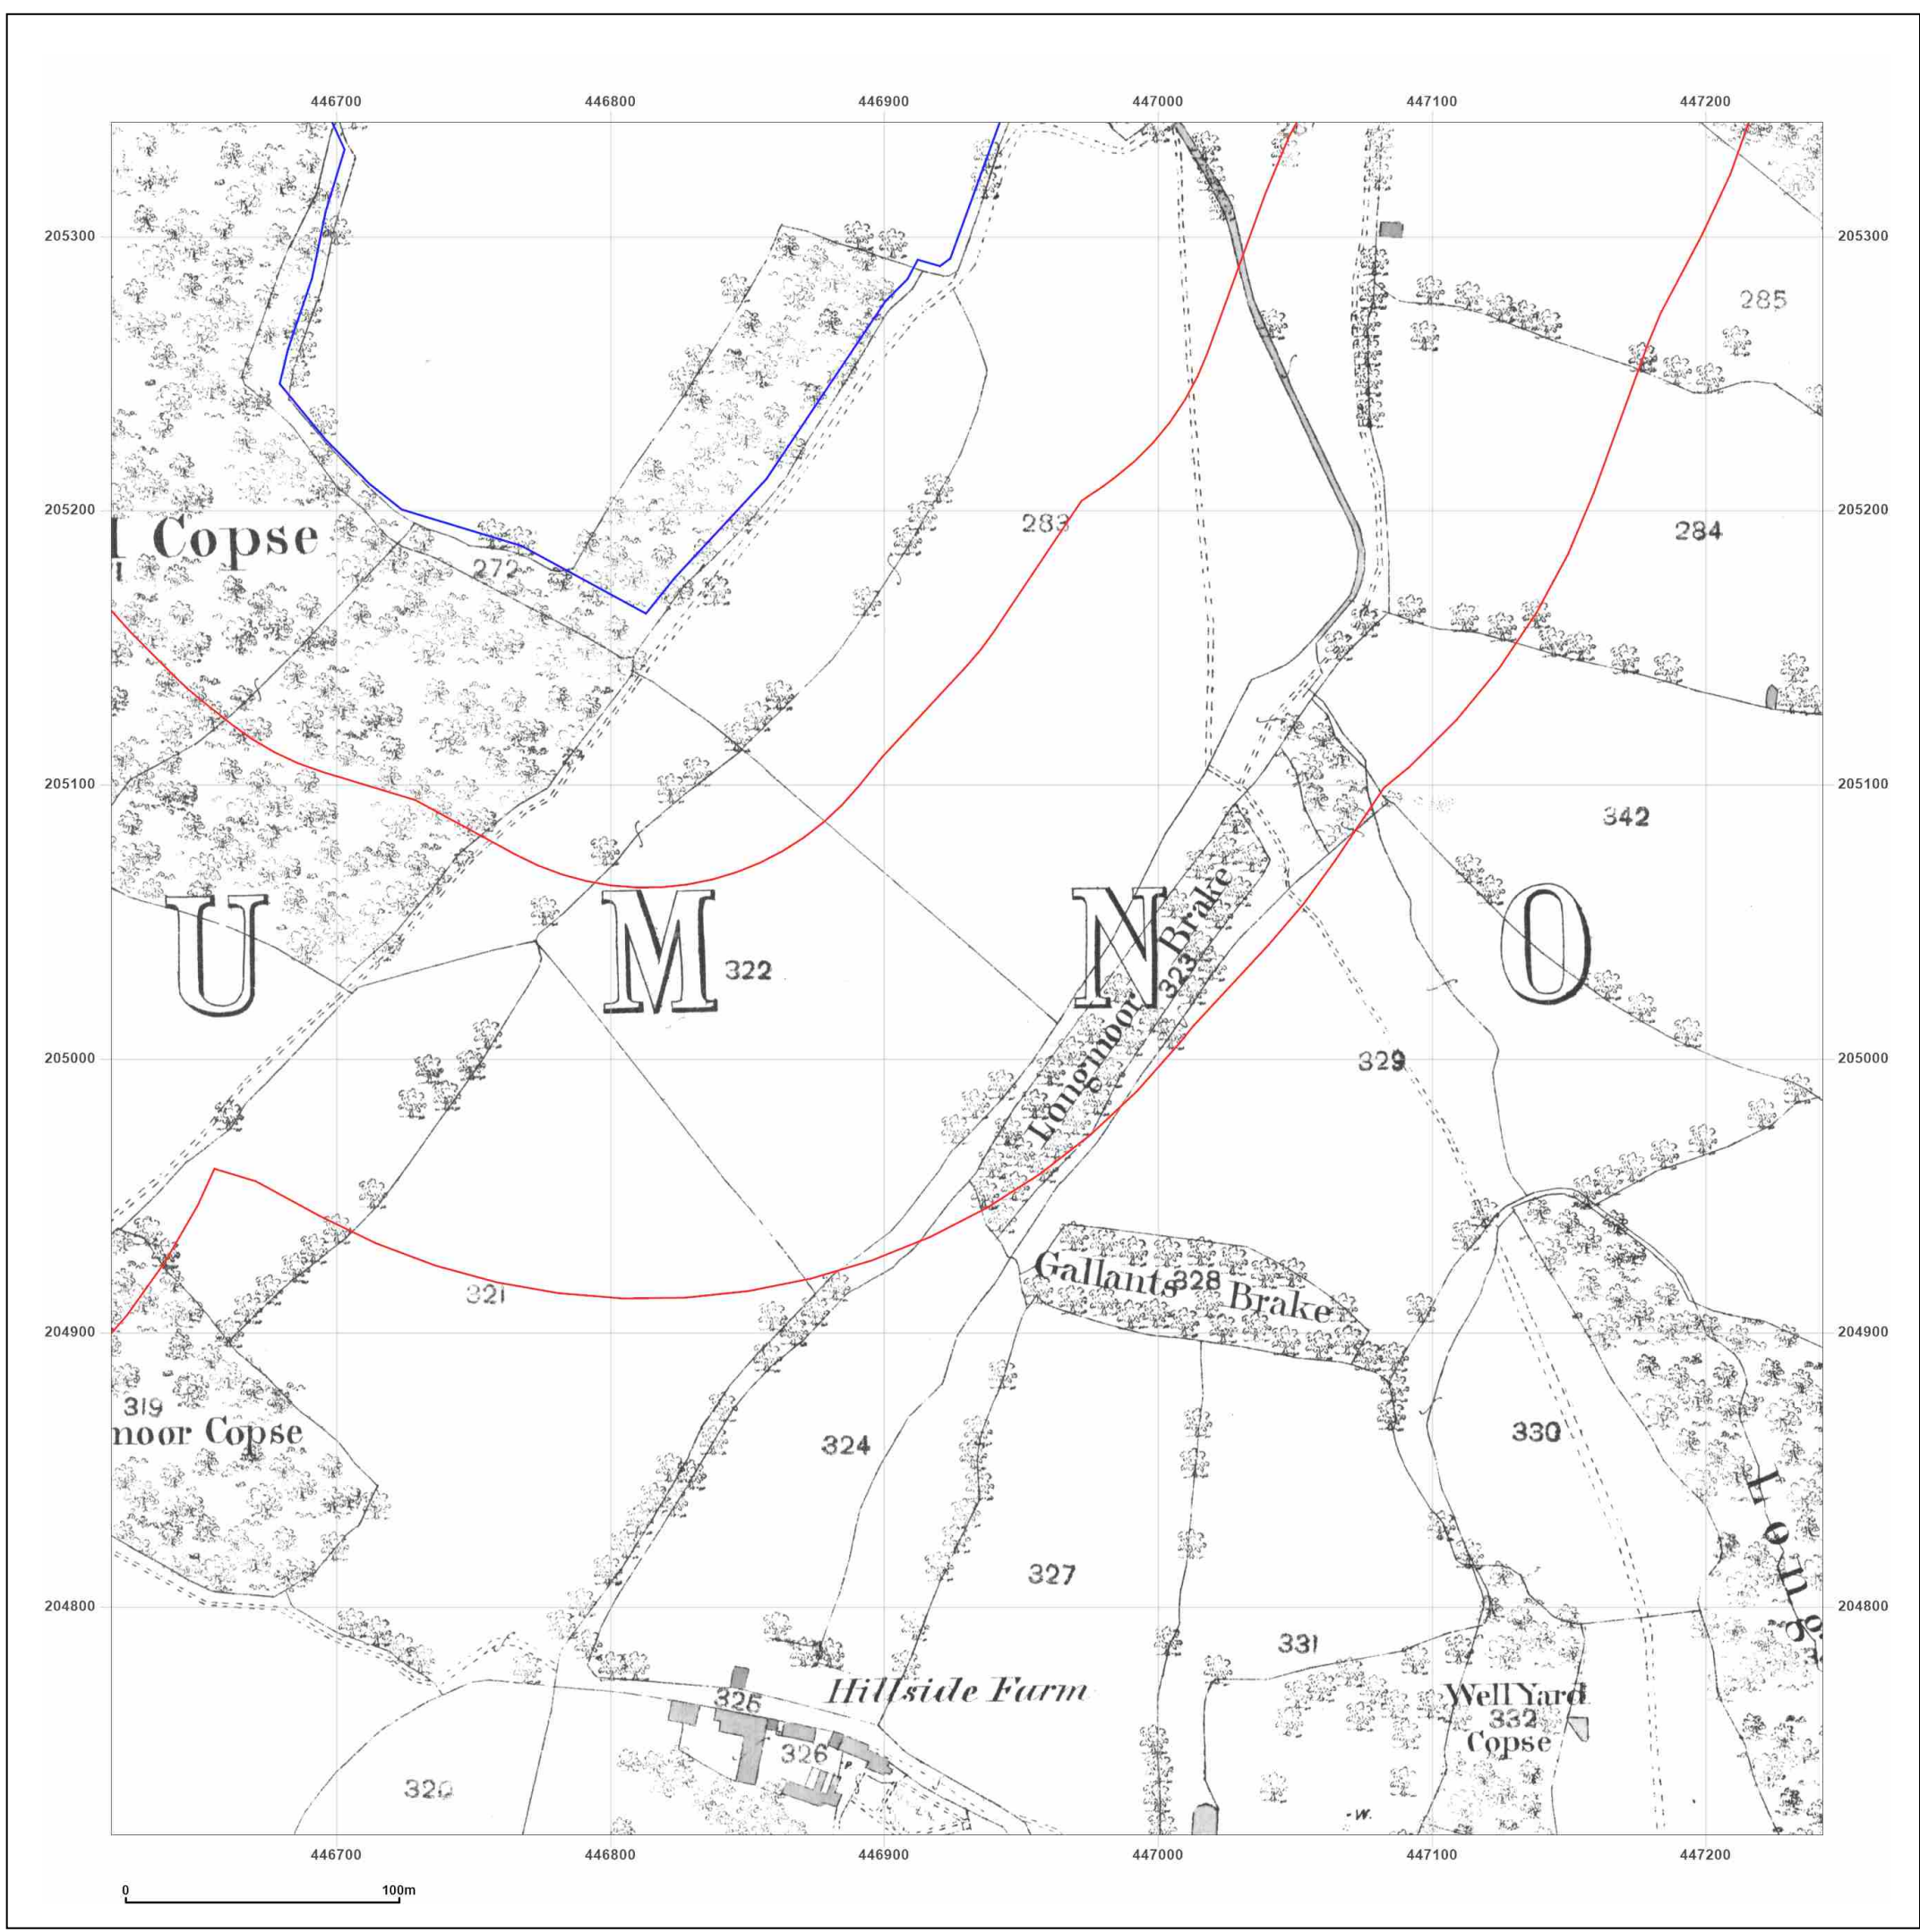 446700 446800 446900 447000 447100 447200
205300 205300
285
205200 205200
283
284
Copse
272
205100 205100
342
U M N O
322
Longmoor 323 Brake
205000 205000
329
Gallants 328 Brake
321
204900 204900
319
moor Copse
324
330
Long
327
204800 204800
331
Hillside Farm
326
Well Yard
332
Copse
326
P
320
W.
446700 446800 446900 447000 447100 447200
0 100m